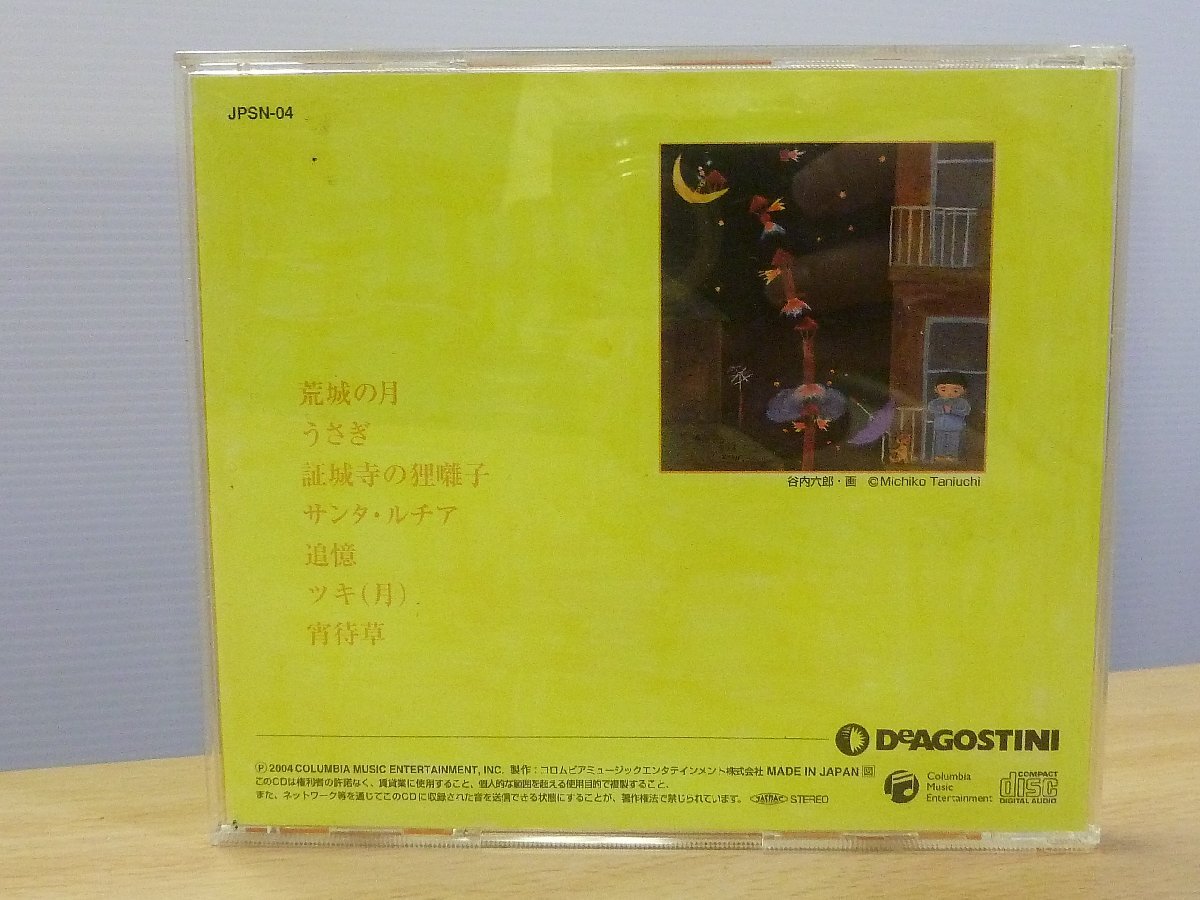 JPSN-04
谷内六郎・画 ©Michiko Taniuchi
荒城の月
うさぎ
証城寺の狸囃子
サンタ・ルチア
追憶
ツキ(月)
宵待草
DeAGOSTINI
Ⓟ2004 COLUMBIA MUSIC ENTERTAINMENT, INC. 製作：コロムビアミュージックエンタテインメント株式会社 MADE IN JAPAN 図
このCDは権利者の許諾なく、賃貸業に使用すること、個人的な範囲を超える使用目的で複製すること、
また、ネットワーク等を通じてこのCDに収録された音を送信できる状態にすることが、著作権法で禁じられています。 JASRAC STEREO
Columbia
Music
Entertainment
COMPACT
disc
DIGITAL AUDIO